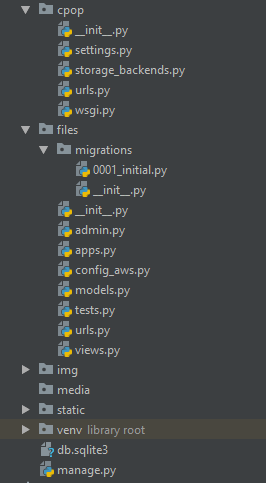 cpop
__init__.py
settings.py
storage_backends.py
urls.py
wsgi.py
files
migrations
0001_initial.py
__init__.py
__init__.py
admin.py
apps.py
config_aws.py
models.py
tests.py
urls.py
views.py
img
media
static
venv library root
db.sqlite3
manage.py